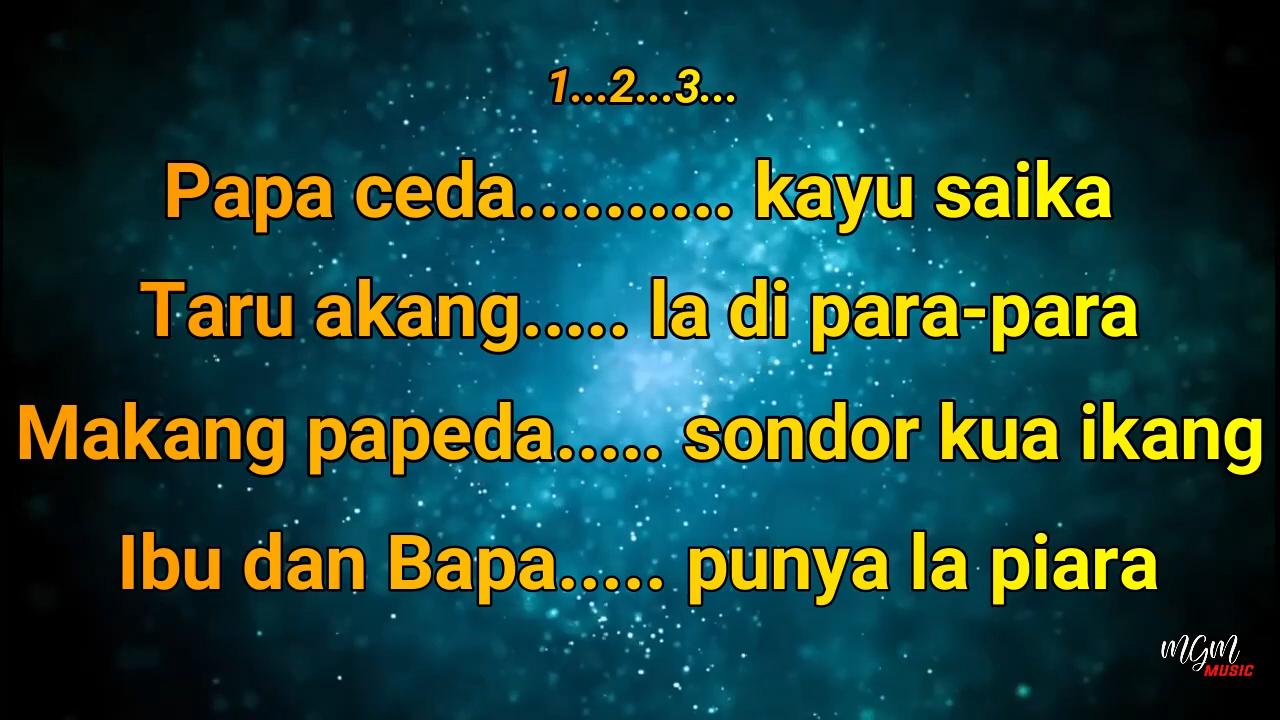 1...2...3...
Papa ceda.......... kayu saika
Taru akang..... la di para-para
Makang papeda..... sondor kua ikang
Ibu dan Bapa..... punya la piara
MGM
MUSIC